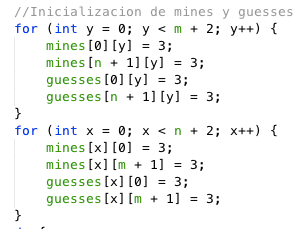 //Inicializacion de mines y guesses
for (int y = 0; y < m + 2; y++) {
    mines[0][y] = 3;
    mines[n + 1][y] = 3;
    guesses[0][y] = 3;
    guesses[n + 1][y] = 3;
}
for (int x = 0; x < n + 2; x++) {
    mines[x][0] = 3;
    mines[x][m + 1] = 3;
    guesses[x][0] = 3;
    guesses[x][m + 1] = 3;
}